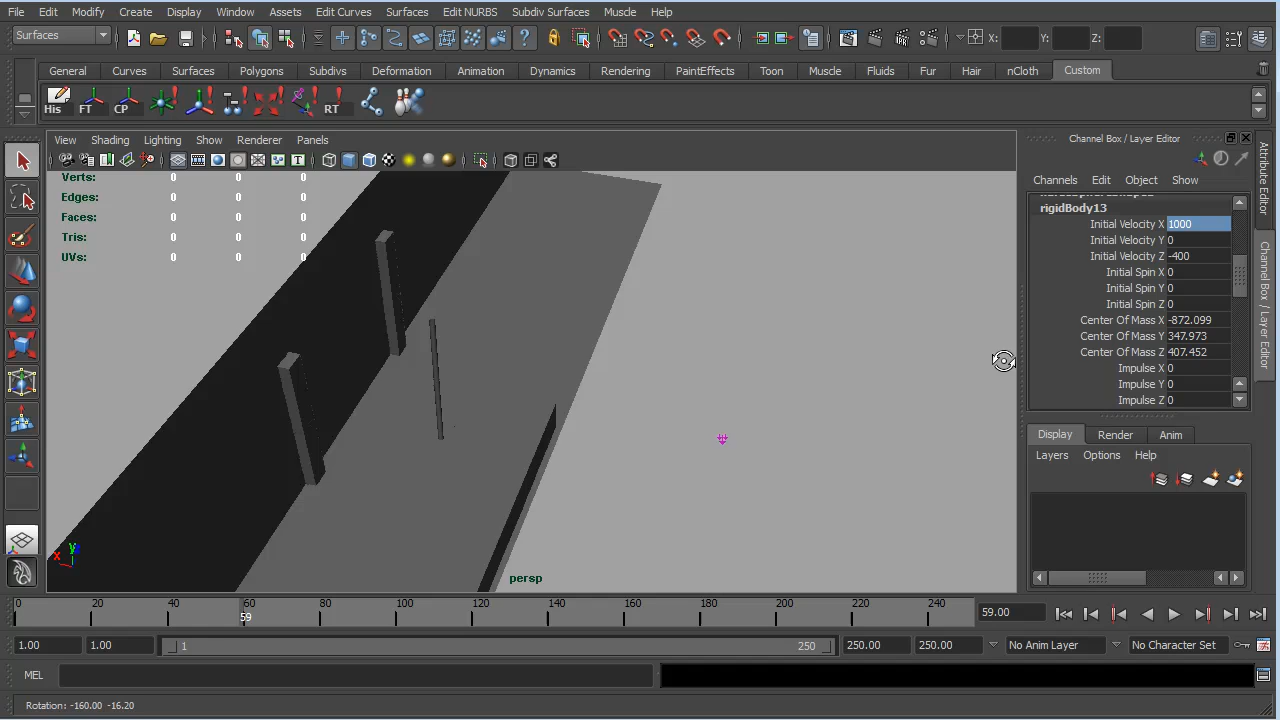 File Edit Modify Create Display Window Assets Edit Curves Surfaces Edit NURBS Subdiv Surfaces Muscle Help
Surfaces X: Y: Z:
General Curves Surfaces Polygons Subdivs Deformation Animation Dynamics Rendering PaintEffects Toon Muscle Fluids Fur Hair nCloth Custom
His FT CP RT
View Shading Lighting Show Renderer Panels
Verts: 0 0 0
Edges: 0 0 0
Faces: 0 0 0
Tris: 0 0 0
UVs: 0 0 0
persp
Channel Box / Layer Editor
Channels Edit Object Show
rigidBody13
Initial Velocity X 1000
Initial Velocity Y 0
Initial Velocity Z -400
Initial Spin X 0
Initial Spin Y 0
Initial Spin Z 0
Center Of Mass X -872.099
Center Of Mass Y 347.973
Center Of Mass Z 407.452
Impulse X 0
Impulse Y 0
Impulse Z 0
Attribute Editor
Channel Box / Layer Editor
Display Render Anim
Layers Options Help
x y
0 20 40 60 80 100 120 140 160 180 200 220 240
59 59.00
1.00 1.00 1 250 250.00 250.00 No Anim Layer No Character Set
MEL
Rotation: -160.00 -16.20